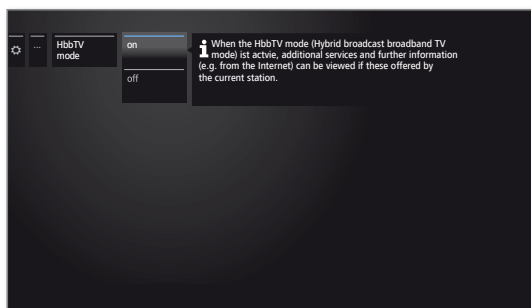 ...
HbbTV
mode
on
off
When the HbbTV mode (Hybrid broadcast broadband TV
mode) ist actvie, additional services and further information
(e.g. from the Internet) can be viewed if these offered by
the current station.